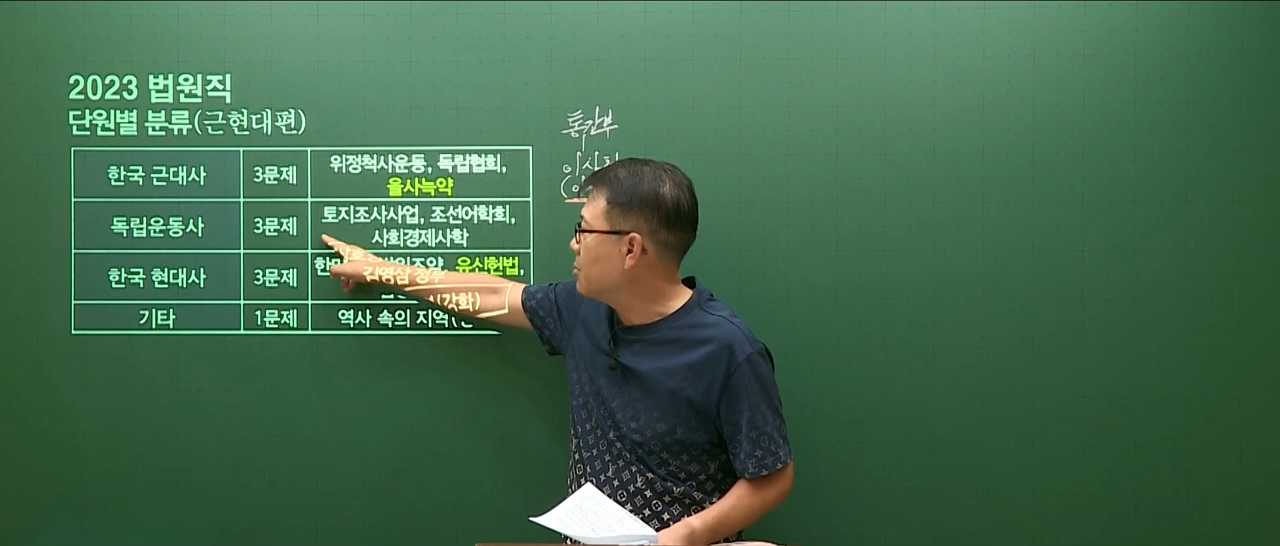 2023 법원직
단원별 분류(근현대편)
한국 근대사
3문제
위정척사운동, 독립협회,
을사늑약
독립운동사
3문제
토지조사사업, 조선어학회,
사회경제사학
한국 현대사
3문제
유신헌법,
김영삼 정부
기타
1문제
역사 속의 지역
통감부